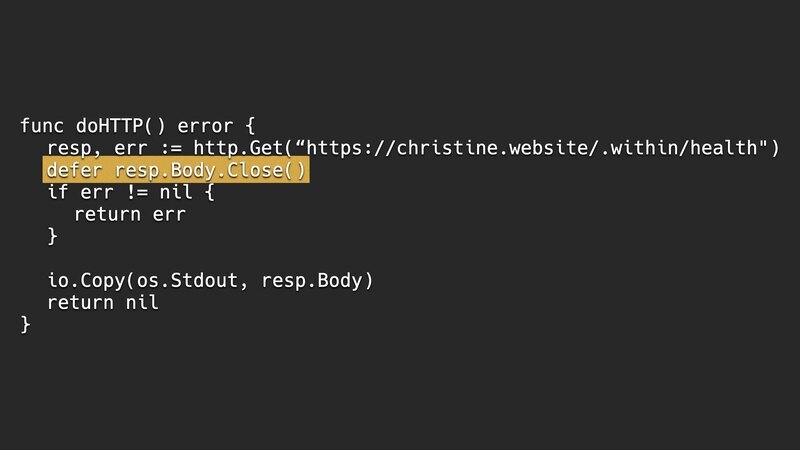 func doHTTP() error {
resp, err := http.Get(“https://christine.website/.within/health")
defer resp.Body.Close()
if err != nil {
return err
}
io.Copy(os.Stdout, resp.Body)
return nil
}